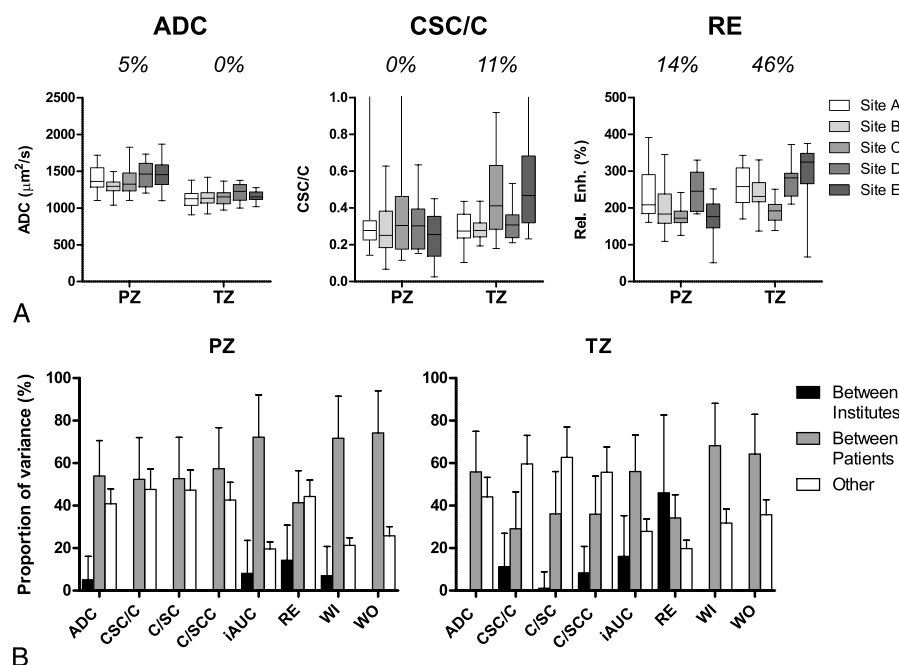 ADC CSC/C RE
5% 0% 0% 11% 14% 46%
ADC (μm²/s)
2500
2000
1500
1000
500
0
PZ TZ
CSC/C
1.0
0.8
0.6
0.4
0.2
0.0
PZ TZ
Rel. Enh. (%)
500
400
300
200
100
0
PZ TZ
Site A
Site B
Site C
Site D
Site E
A
PZ TZ
Proportion of variance (%)
100
80
60
40
20
0
ADC CSC/C C/SC C/SCC iAUC RE WI WO
100
80
60
40
20
0
ADC CSC/C C/SC C/SCC iAUC RE WI WO
Between
Institutes
Between
Patients
Other
B